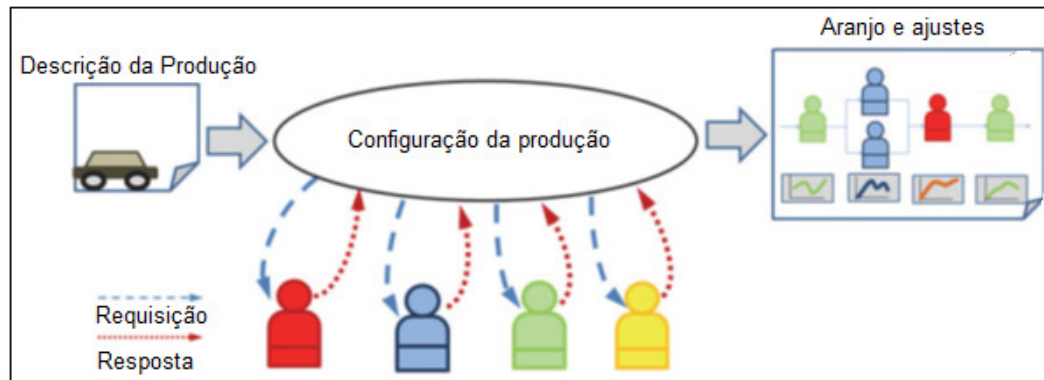 Descrição da Produção
Configuração da produção
Aranjo e ajustes
Requisição
Resposta